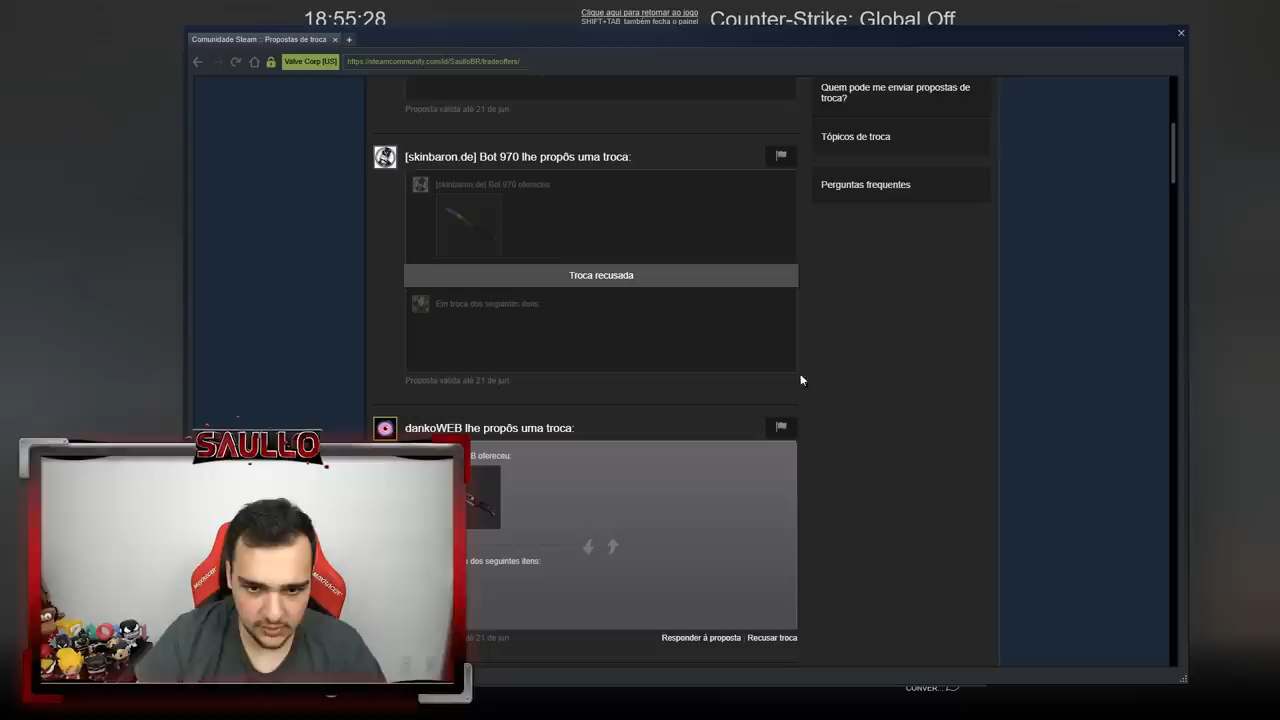 18:55:28
Clique aqui para retornar ao jogo
SHIFT+TAB também fecha o painel
Counter-Strike: Global Off
Comunidade Steam :: Propostas de troca
Valve Corp [US]
https://steamcommunity.com/id/SaulloBR/tradeoffers/
Quem pode me enviar propostas de
troca?
Proposta válida até 21 de jun
Tópicos de troca
[skinbaron.de] Bot 970 lhe propôs uma troca:
[skinbaron.de] Bot 970 ofereceu:
Perguntas frequentes
Troca recusada
Em troca dos seguintes itens:
Proposta válida até 21 de jun
dankoWEB lhe propôs uma troca:
B ofereceu:
dos seguintes itens:
até 21 de jun
Responder à proposta | Recusar troca
SAULLO
MAXRACER
MAXRACER
CONVER...